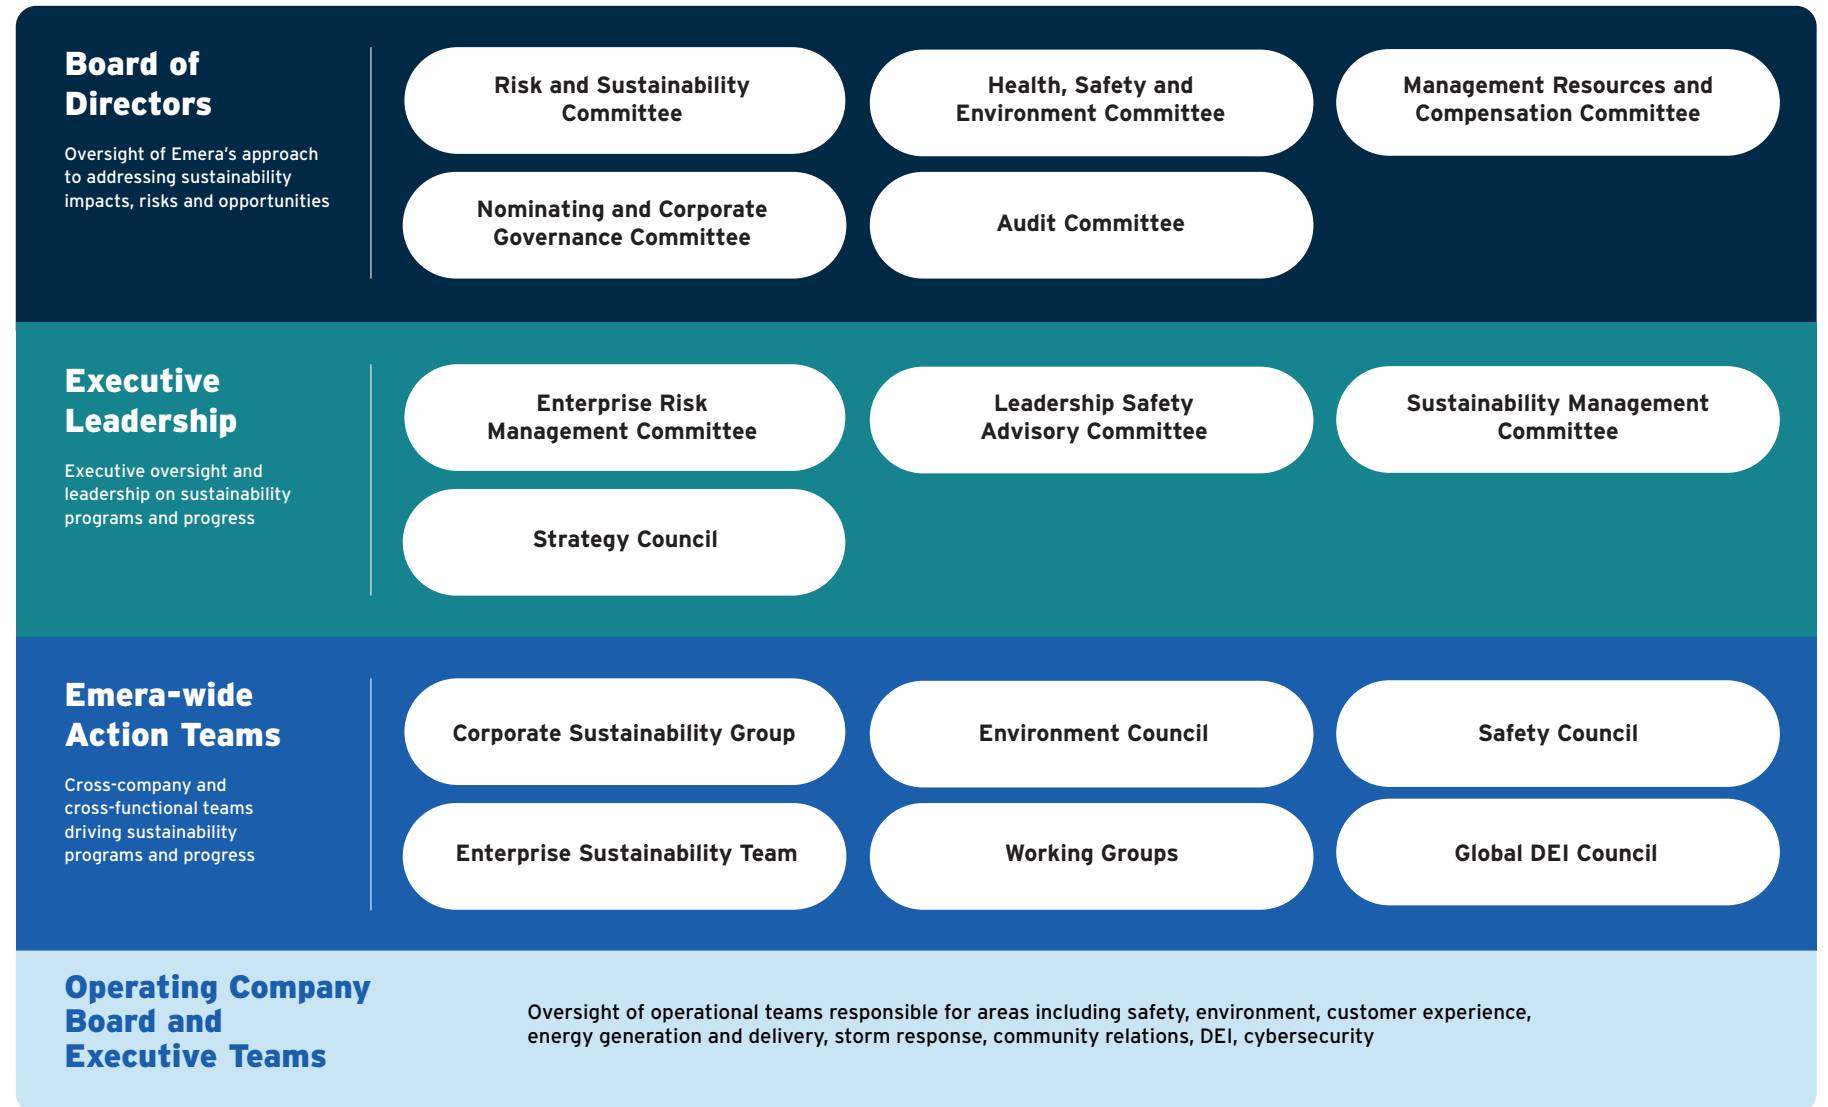 Board of
Directors
Oversight of Emera’s approach
to addressing sustainability
impacts, risks and opportunities
Risk and Sustainability
Committee
Health, Safety and
Environment Committee
Management Resources and
Compensation Committee
Nominating and Corporate
Governance Committee
Audit Committee
Executive
Leadership
Executive oversight and
leadership on sustainability
programs and progress
Enterprise Risk
Management Committee
Leadership Safety
Advisory Committee
Sustainability Management
Committee
Strategy Council
Emera-wide
Action Teams
Cross-company and
cross-functional teams
driving sustainability
programs and progress
Corporate Sustainability Group
Environment Council
Safety Council
Enterprise Sustainability Team
Working Groups
Global DEI Council
Operating Company
Board and
Executive Teams
Oversight of operational teams responsible for areas including safety, environment, customer experience,
energy generation and delivery, storm response, community relations, DEI, cybersecurity